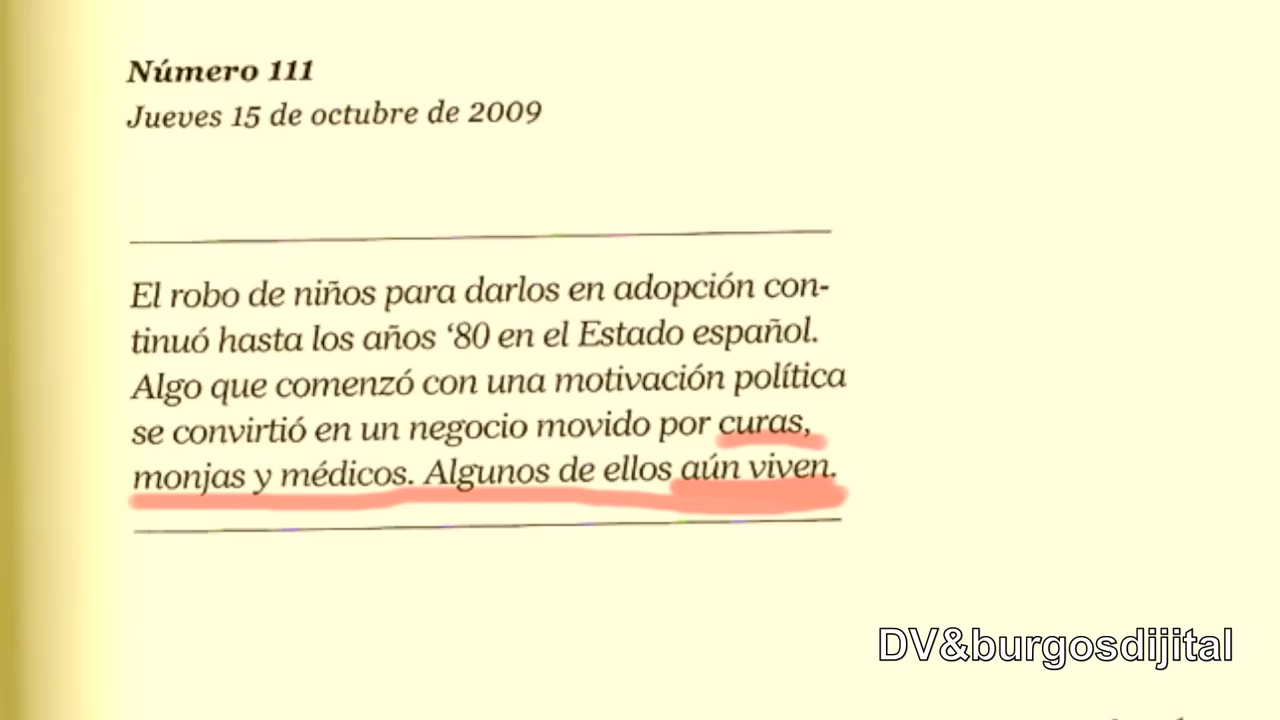 Número 111
Jueves 15 de octubre de 2009
El robo de niños para darlos en adopción con-
tinuó hasta los años ‘80 en el Estado español.
Algo que comenzó con una motivación política
se convirtió en un negocio movido por curas,
monjas y médicos. Algunos de ellos aún viven.
DV&burgosdijital